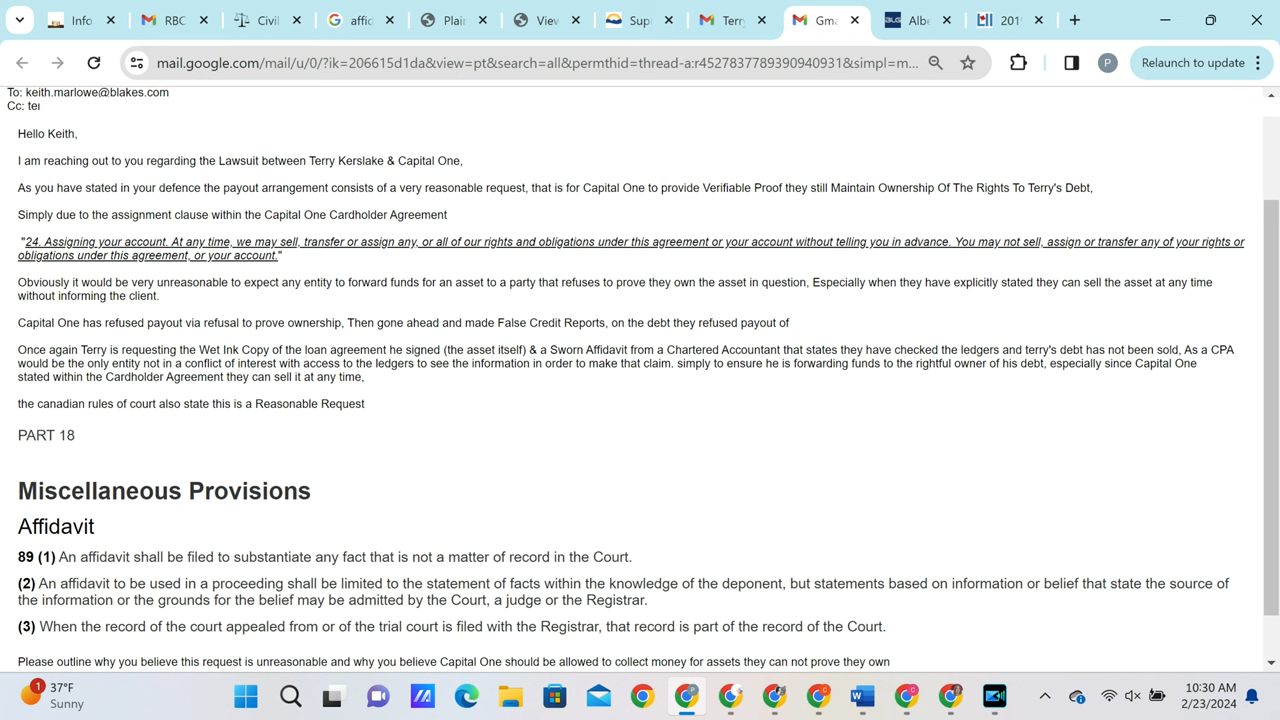 RBC
Civil
affid
Plair
View
Sup
Terr
Gma
BLG
Albe
201
mail.google.com/mail/u/0/?ik=206615d1da&view=pt&search=all&permthid=thread-a:r4527837789390940931&simpl=m...
P
Relaunch to update
To: keith.marlowe@blakes.com
Cc: ter
Hello Keith,
I am reaching out to you regarding the Lawsuit between Terry Kerslake & Capital One,
As you have stated in your defence the payout arrangement consists of a very reasonable request, that is for Capital One to provide Verifiable Proof they still Maintain Ownership Of The Rights To Terry's Debt,
Simply due to the assignment clause within the Capital One Cardholder Agreement
"24. Assigning your account. At any time, we may sell, transfer or assign any, or all of our rights and obligations under this agreement or your account without telling you in advance. You may not sell, assign or transfer any of your rights or
obligations under this agreement, or your account."
Obviously it would be very unreasonable to expect any entity to forward funds for an asset to a party that refuses to prove they own the asset in question, Especially when they have explicitly stated they can sell the asset at any time
without informing the client.
Capital One has refused payout via refusal to prove ownership, Then gone ahead and made False Credit Reports, on the debt they refused payout of
Once again Terry is requesting the Wet Ink Copy of the loan agreement he signed (the asset itself) & a Sworn Affidavit from a Chartered Accountant that states they have checked the ledgers and terry's debt has not been sold, As a CPA
would be the only entity not in a conflict of interest with access to the ledgers to see the information in order to make that claim. simply to ensure he is forwarding funds to the rightful owner of his debt, especially since Capital One
stated within the Cardholder Agreement they can sell it at any time,
the canadian rules of court also state this is a Reasonable Request
PART 18
Miscellaneous Provisions
Affidavit
89 (1) An affidavit shall be filed to substantiate any fact that is not a matter of record in the Court.
(2) An affidavit to be used in a proceeding shall be limited to the statement of facts within the knowledge of the deponent, but statements based on information or belief that state the source of
the information or the grounds for the belief may be admitted by the Court, a judge or the Registrar.
(3) When the record of the court appealed from or of the trial court is filed with the Registrar, that record is part of the record of the Court.
Please outline why you believe this request is unreasonable and why you believe Capital One should be allowed to collect money for assets they can not prove they own
1
37°F
Sunny
10:30 AM
2/23/2024